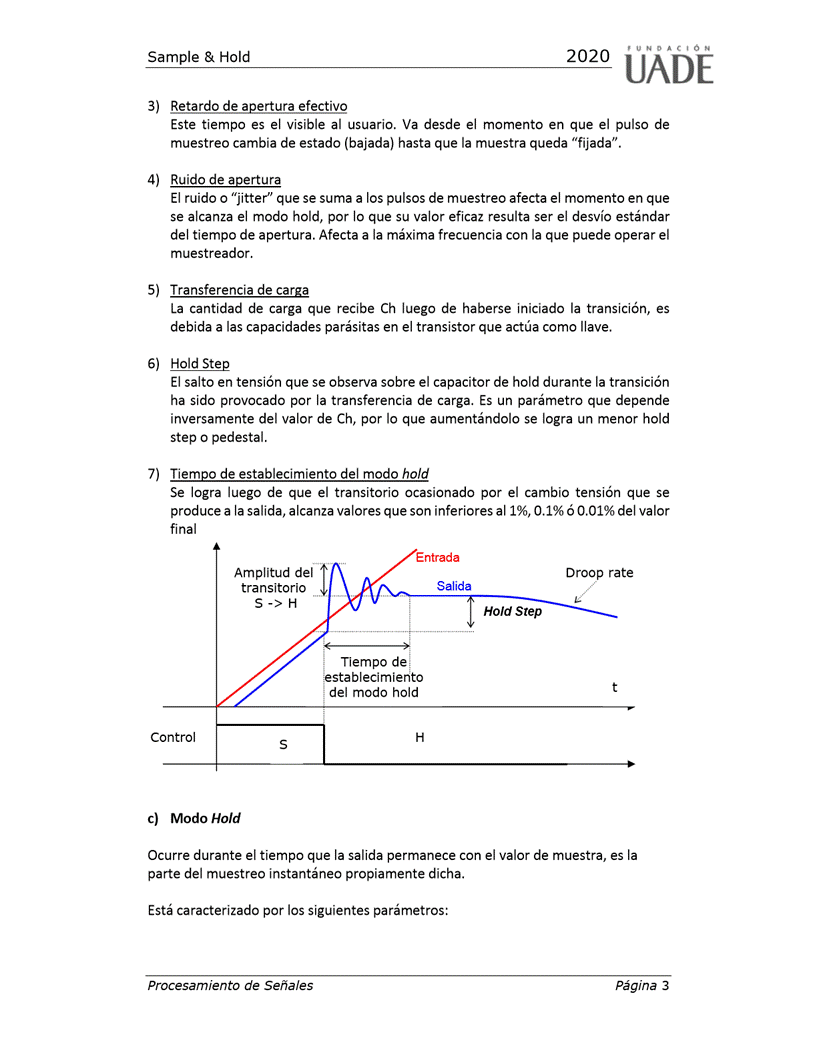 Sample & Hold 2020
FUNDACIÓN
UADE
3) Retardo de apertura efectivo
Este tiempo es el visible al usuario. Va desde el momento en que el pulso de
muestreo cambia de estado (bajada) hasta que la muestra queda “fijada”.
4) Ruido de apertura
El ruido o “jitter” que se suma a los pulsos de muestreo afecta el momento en que
se alcanza el modo hold, por lo que su valor eficaz resulta ser el desvío estándar
del tiempo de apertura. Afecta a la máxima frecuencia con la que puede operar el
muestreador.
5) Transferencia de carga
La cantidad de carga que recibe Ch luego de haberse iniciado la transición, es
debida a las capacidades parásitas en el transistor que actúa como llave.
6) Hold Step
El salto en tensión que se observa sobre el capacitor de hold durante la transición
ha sido provocado por la transferencia de carga. Es un parámetro que depende
inversamente del valor de Ch, por lo que aumentándolo se logra un menor hold
step o pedestal.
7) Tiempo de establecimiento del modo hold
Se logra luego de que el transitorio ocasionado por el cambio tensión que se
produce a la salida, alcanza valores que son inferiores al 1%, 0.1% ó 0.01% del valor
final
Entrada
Amplitud del
transitorio
S -> H
Salida
Droop rate
Hold Step
Tiempo de
establecimiento
del modo hold
t
Control
S
H
c) Modo Hold
Ocurre durante el tiempo que la salida permanece con el valor de muestra, es la
parte del muestreo instantáneo propiamente dicha.
Está caracterizado por los siguientes parámetros:
Procesamiento de Señales Página 3